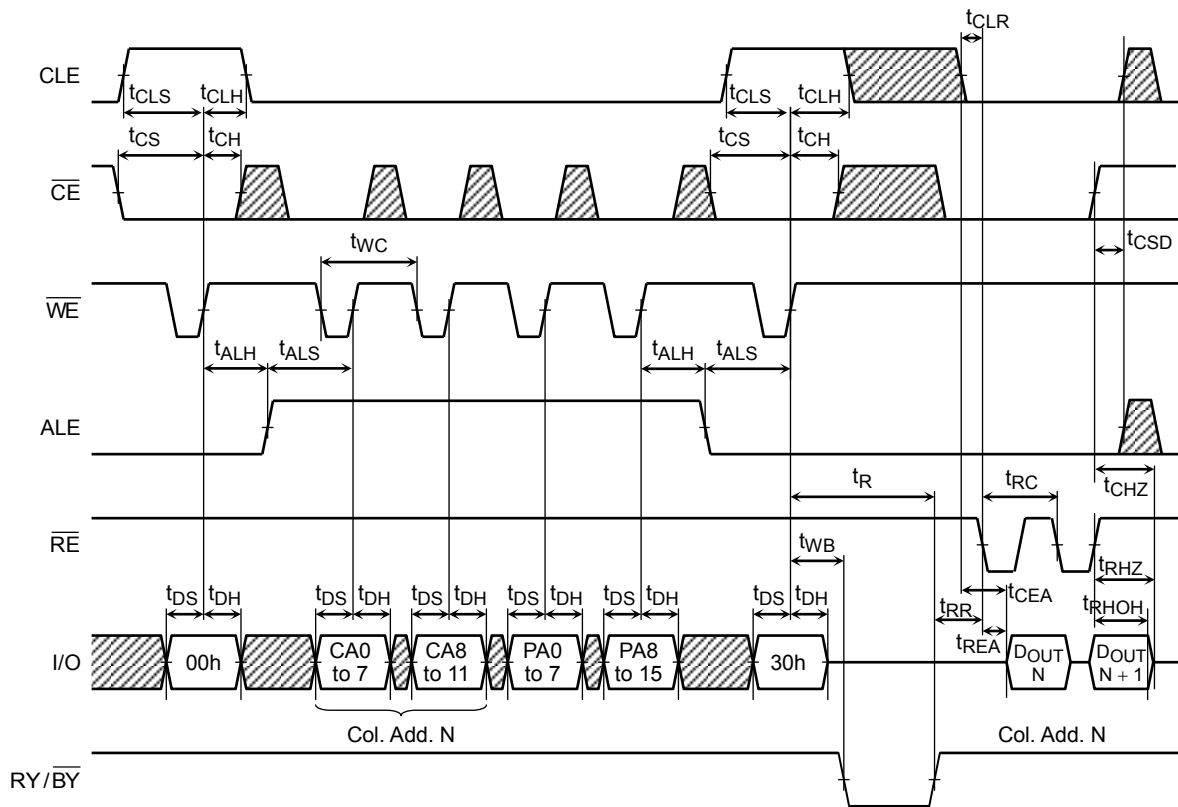 tCLR
CLE
tCLS tCLH tCLS tCLH
tCS tCH tCS tCH
CE
tWC tCSD
WE
tALH tALS tALH tALS
ALE
tR tRC tCHZ
RE
tWB tRHZ
tDS tDH tDS tDH tDS tDH tDS tDH tDS tDH tDS tDH tCEA
tRR tRHOH
tREA
I/O 00h CA0 to 7 CA8 to 11 PA0 to 7 PA8 to 15 30h DOUT N DOUT N + 1
Col. Add. N Col. Add. N
RY/BY